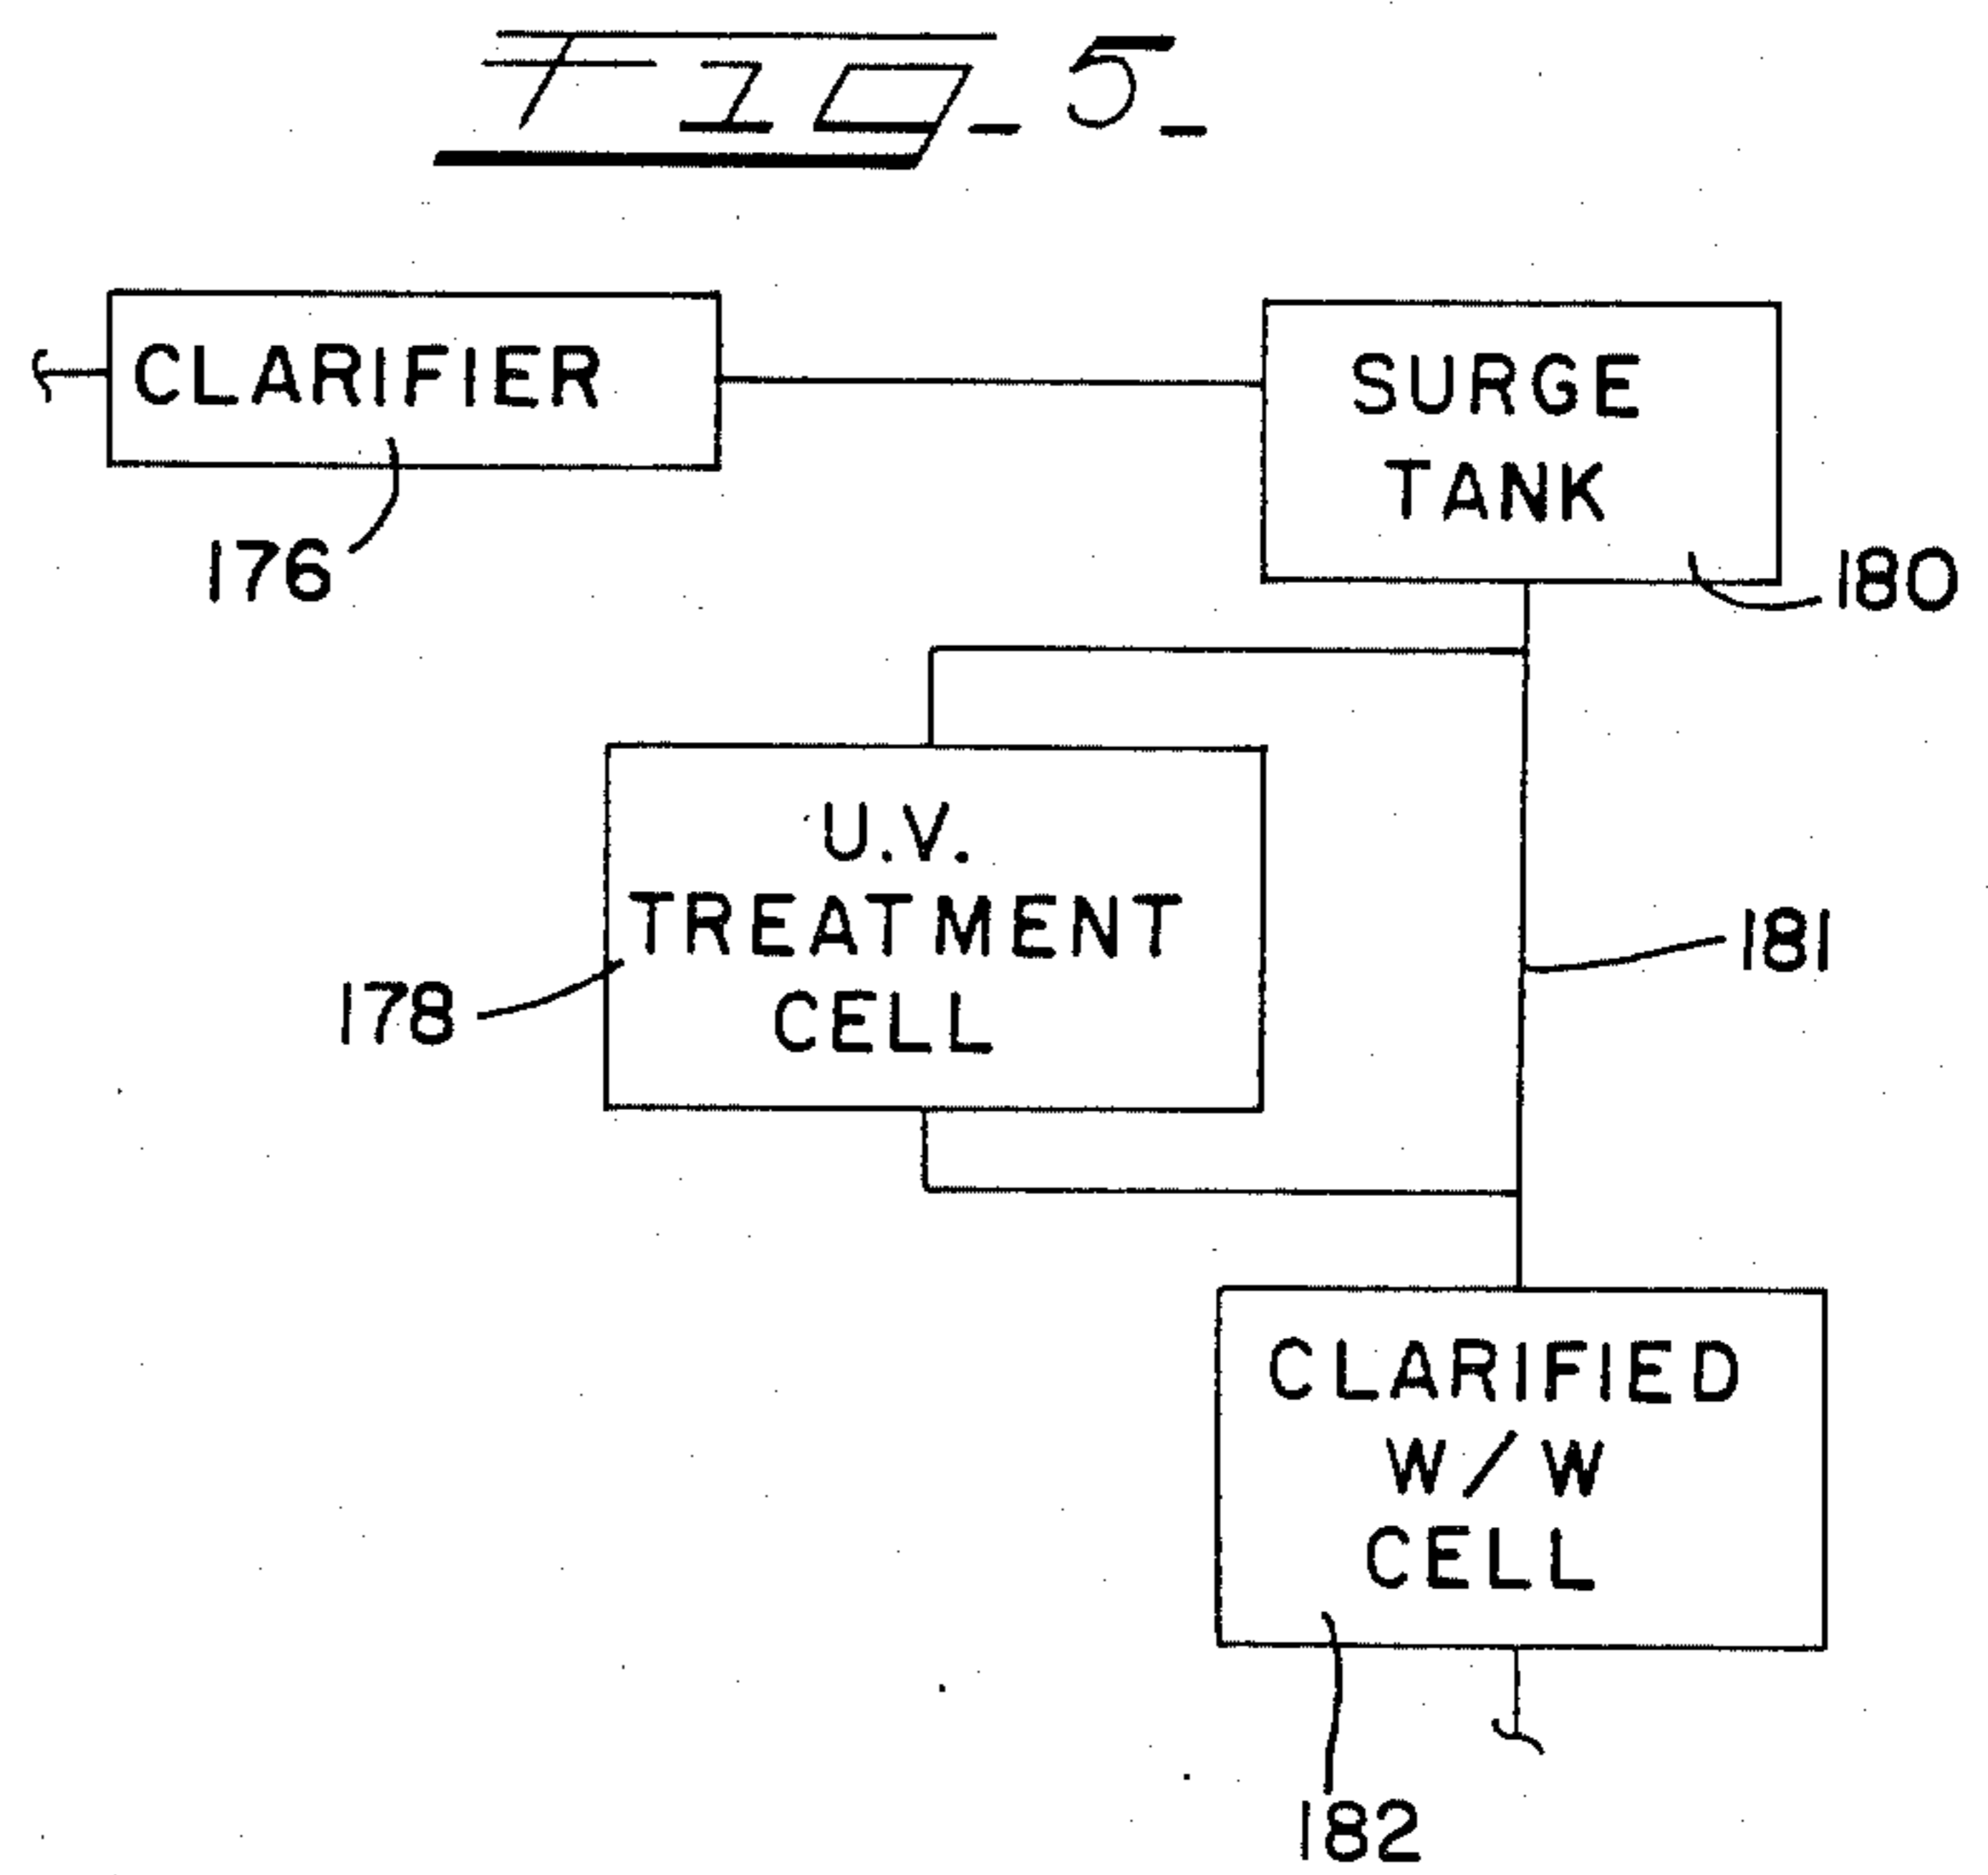 FIG-5-
CLARIFIER
SURGE
TANK
176
180
U.V.
TREATMENT
CELL
178
181
CLARIFIED
W/W
CELL
182